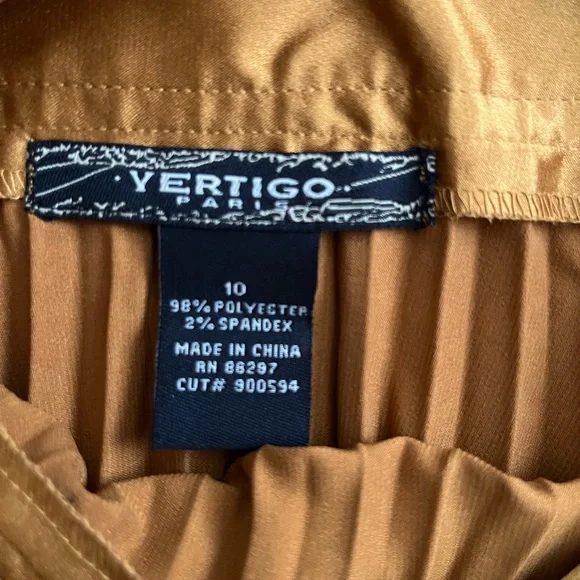 VERTIGO
PARIS
10
98% POLYESTER
2% SPANDEX
MADE IN CHINA
RN 86297
CUT# 900594